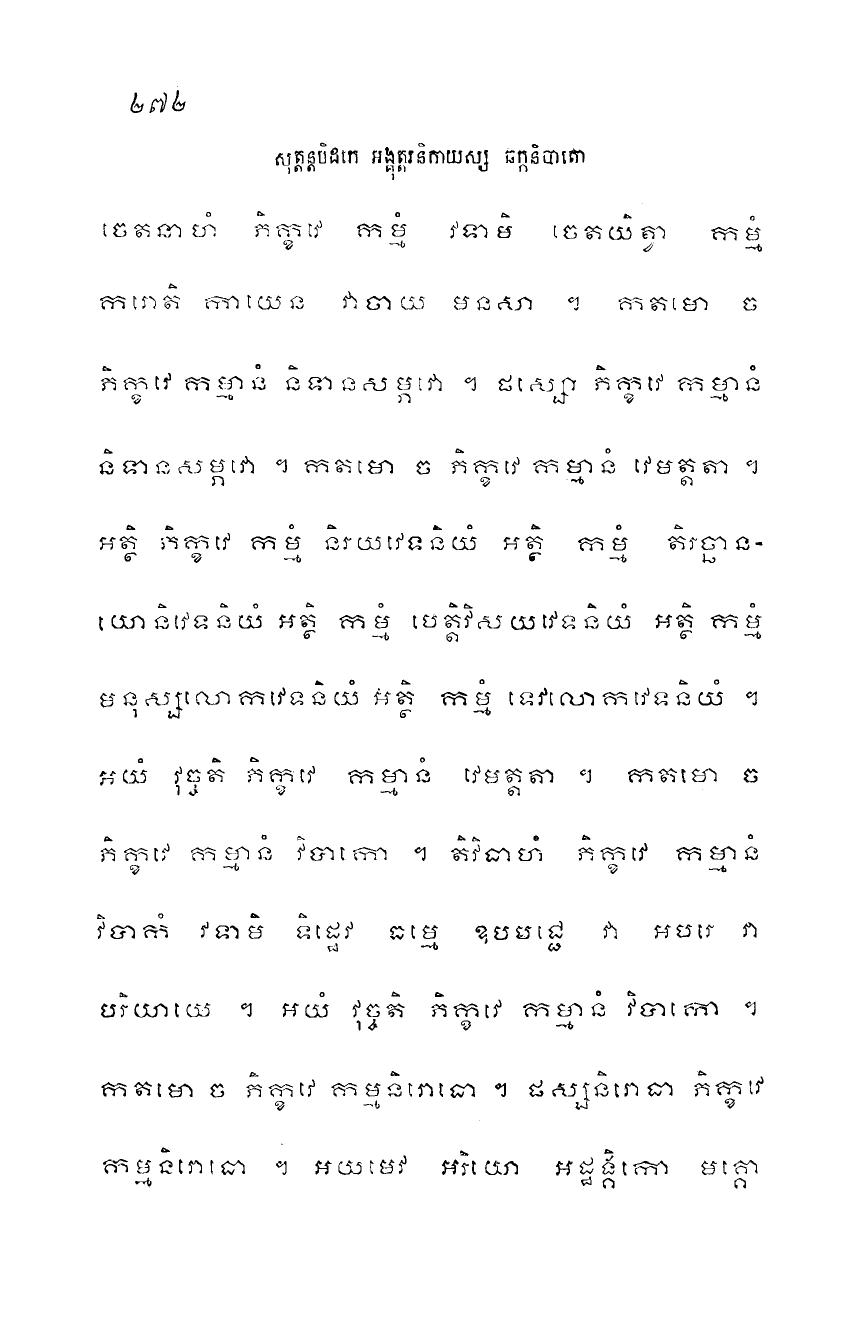 ២៧២
សុត្តន្តបិដកេ អង្គុត្តរនិកាយស្ស ឆក្កនិបាតោ
ចេតនាហំ ភិក្ខវេ កម្មំ វទាមិ ចេតយិត្វា កម្មំ
ករោតិ កាយេន វាចាយ មនសា ។ កតមោ ច
ភិក្ខវេ កម្មានំ និទានសម្ភវោ ។ ផស្សោ ភិក្ខវេ កម្មានំ
និទានសម្ភវោ ។ កតមោ ច ភិក្ខវេ កម្មានំ វេមត្តតា ។
អត្ថិ ភិក្ខវេ កម្មំ និរយវេទនិយំ អត្ថិ កម្មំ តិរច្ឆាន-
យោនិវេទនិយំ អត្ថិ កម្មំ បេត្តិវិសយវេទនិយំ អត្ថិ កម្មំ
មនុស្សលោកវេទនិយំ អត្ថិ កម្មំ ទេវលោកវេទនិយំ ។
អយំ វុច្ចតិ ភិក្ខវេ កម្មានំ វេមត្តតា ។ កតមោ ច
ភិក្ខវេ កម្មានំ វិបាកោ ។ តិវិធាហំ ភិក្ខវេ កម្មានំ
វិបាកំ វទាមិ ទិដ្ឋេវ ធម្មេ ឧបបជ្ជេ វា អបរេ វា
បរិយាយេ ។ អយំ វុច្ចតិ ភិក្ខវេ កម្មានំ វិបាកោ ។
កតមោ ច ភិក្ខវេ កម្មនិរោធោ ។ ផស្សនិរោធា ភិក្ខវេ
កម្មនិរោធោ ។ អយមេវ អរិយោ អដ្ឋង្គិកោ មគ្គោ